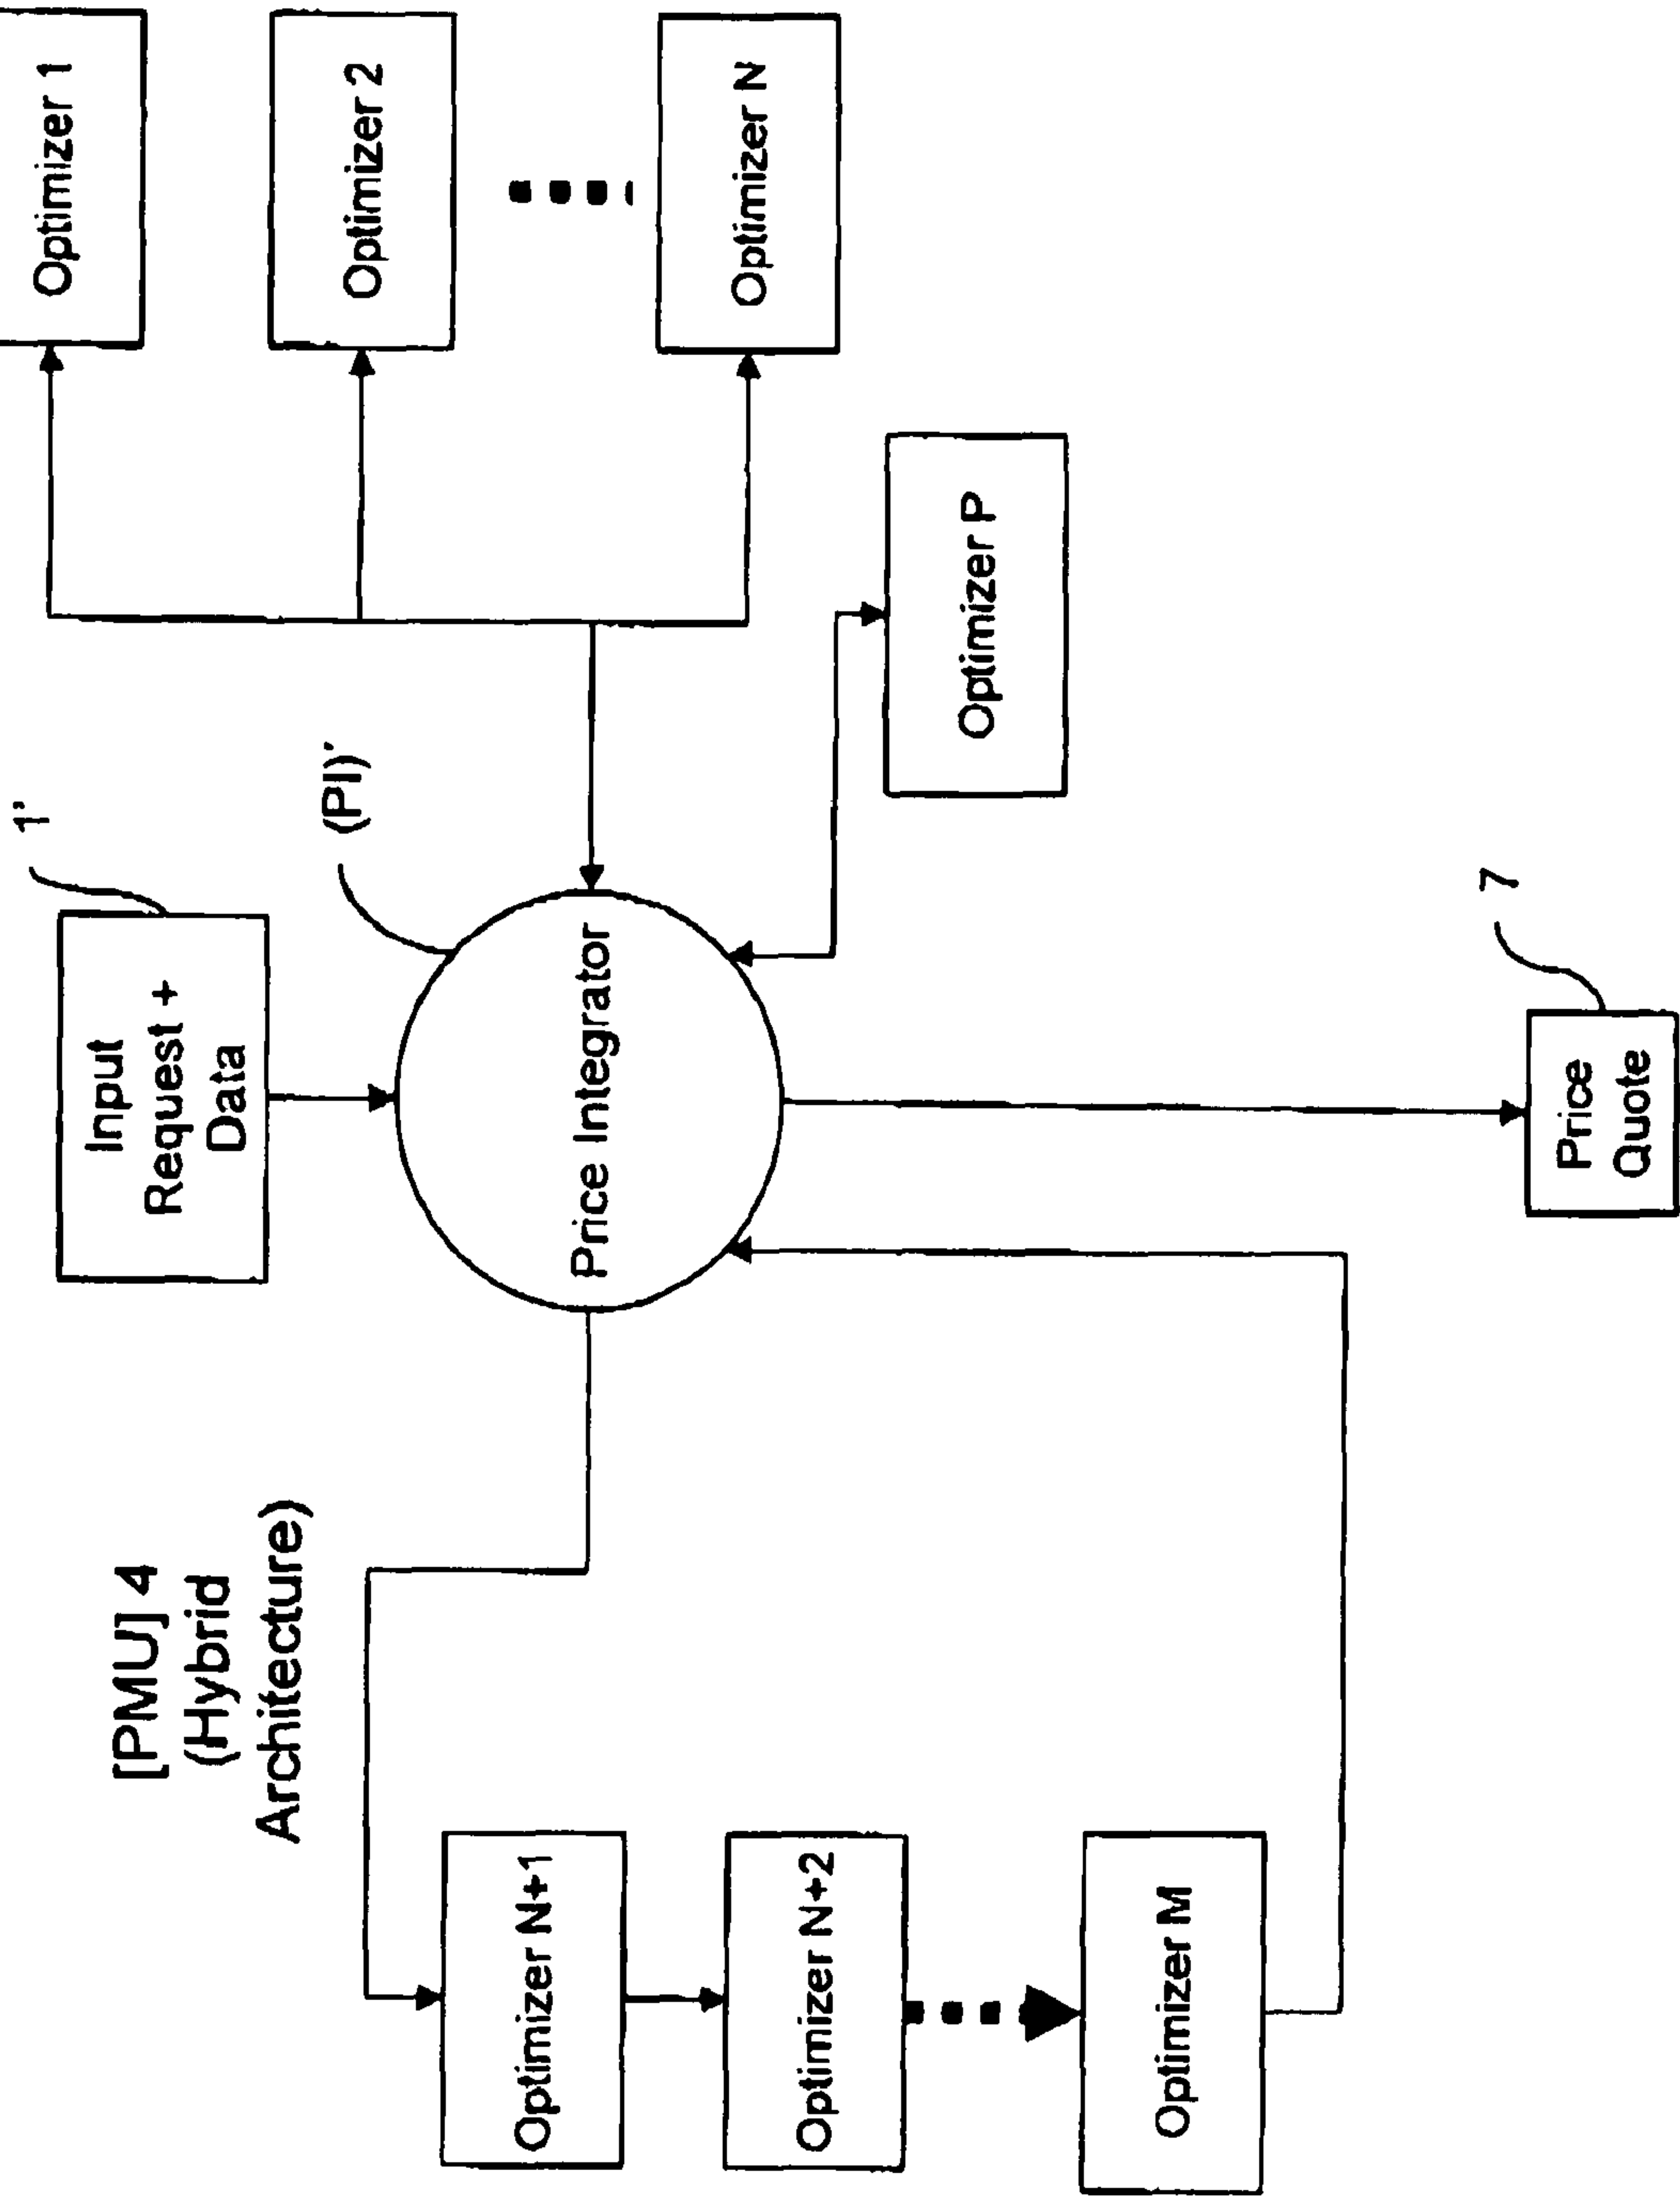 [PMU] 4
(Hybrid
Architecture)
Input
Request +
Data
1'
(PI)'
Price Integrator
Optimizer 1
Optimizer 2
Optimizer N
Optimizer P
Optimizer N+1
Optimizer N+2
Optimizer M
Price
Quote
7